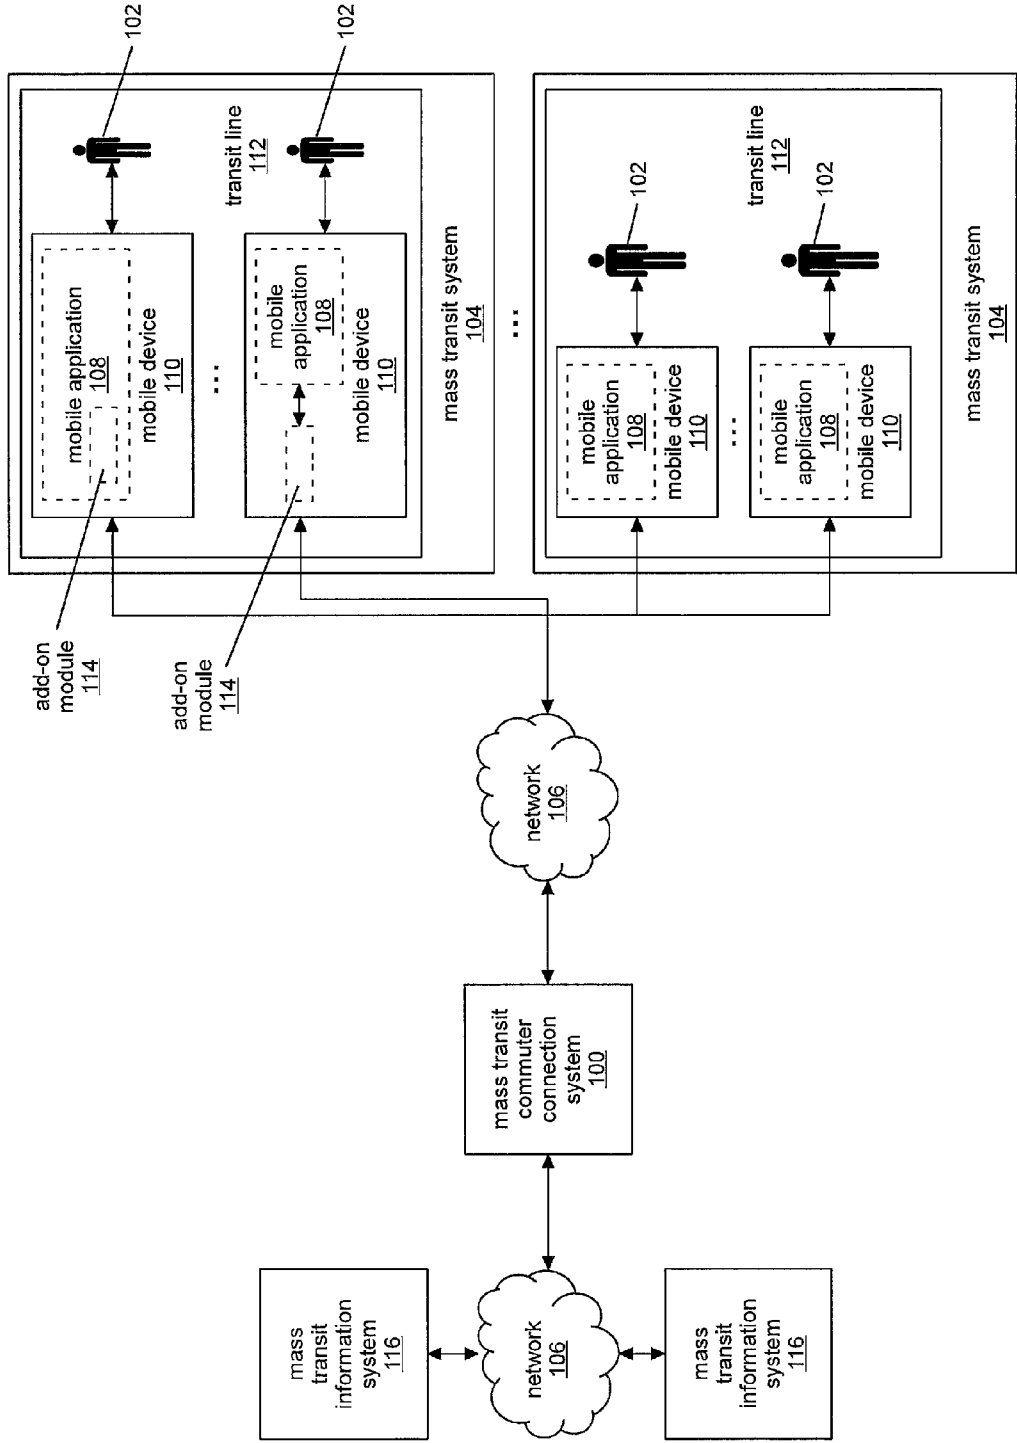 mass
transit
information
system
116
mass
transit
information
system
116
network
106
mass transit
commuter
connection
system
100
network
106
add-on
module
114
add-on
module
114
mobile application
108
mobile device
110
102
...
mobile
application
108
mobile device
110
102
transit line
112
mass transit system
104
...
mobile
application
108
mobile device
110
102
...
mobile
application
108
mobile device
110
102
transit line
112
mass transit system
104